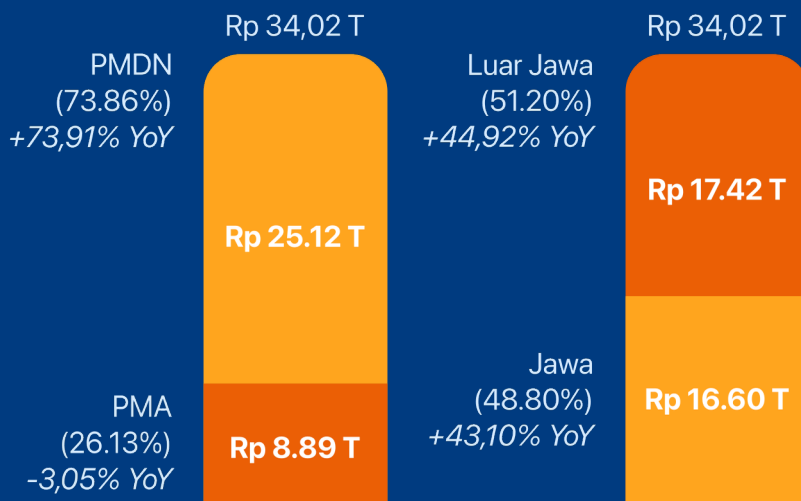 Rp 34,02 T
PMDN
(73.86%)
+73,91% YoY
Rp 25.12 T
PMA
(26.13%)
-3,05% YoY
Rp 8.89 T
Rp 34,02 T
Luar Jawa
(51.20%)
+44,92% YoY
Rp 17.42 T
Jawa
(48.80%)
+43,10% YoY
Rp 16.60 T